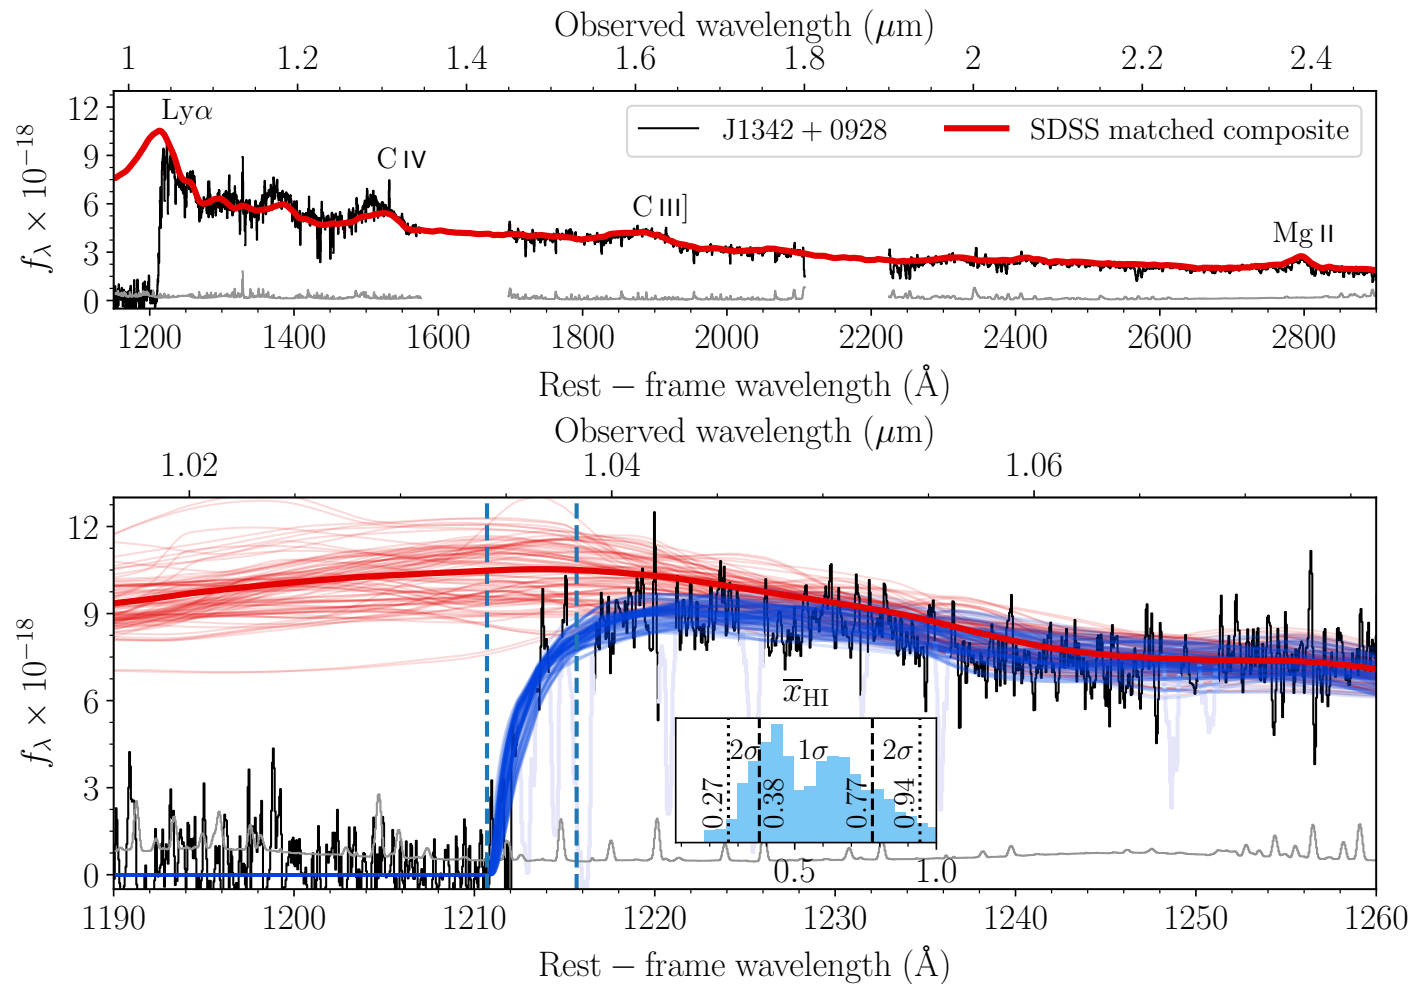 Observed wavelength (μm)
1 1.2 1.4 1.6 1.8 2 2.2 2.4
Lyα
J1342 + 0928 SDSS matched composite
C IV
C III]
Mg II
12
9
6
3
0
f_λ × 10⁻¹⁸
1200 1400 1600 1800 2000 2200 2400 2600 2800
Rest − frame wavelength (Å)
Observed wavelength (μm)
1.02 1.04 1.06
12
9
6
3
0
f_λ × 10⁻¹⁸
x̅_HI
2σ 1σ 2σ
0.27 0.38 0.77 0.94
0.5 1.0
1190 1200 1210 1220 1230 1240 1250 1260
Rest − frame wavelength (Å)